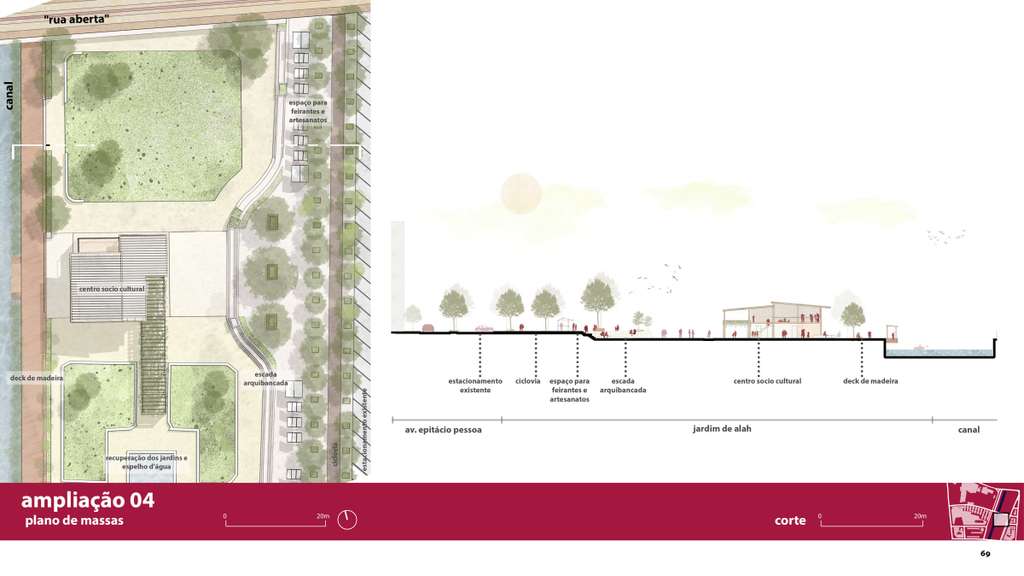 "rua aberta"
canal
espaço para
feirantes e
artesanatos
centro socio cultural
deck de madeira
escada
arquibancada
recuperação dos jardins e
espelho d'água
ciclovia
estacionamento existente
estacionamento
existente
ciclovia
espaço para
feirantes e
artesanatos
escada
arquibancada
centro socio cultural
deck de madeira
av. epitácio pessoa
jardim de alah
canal
ampliação 04
plano de massas
0 20m
corte
0 20m
69